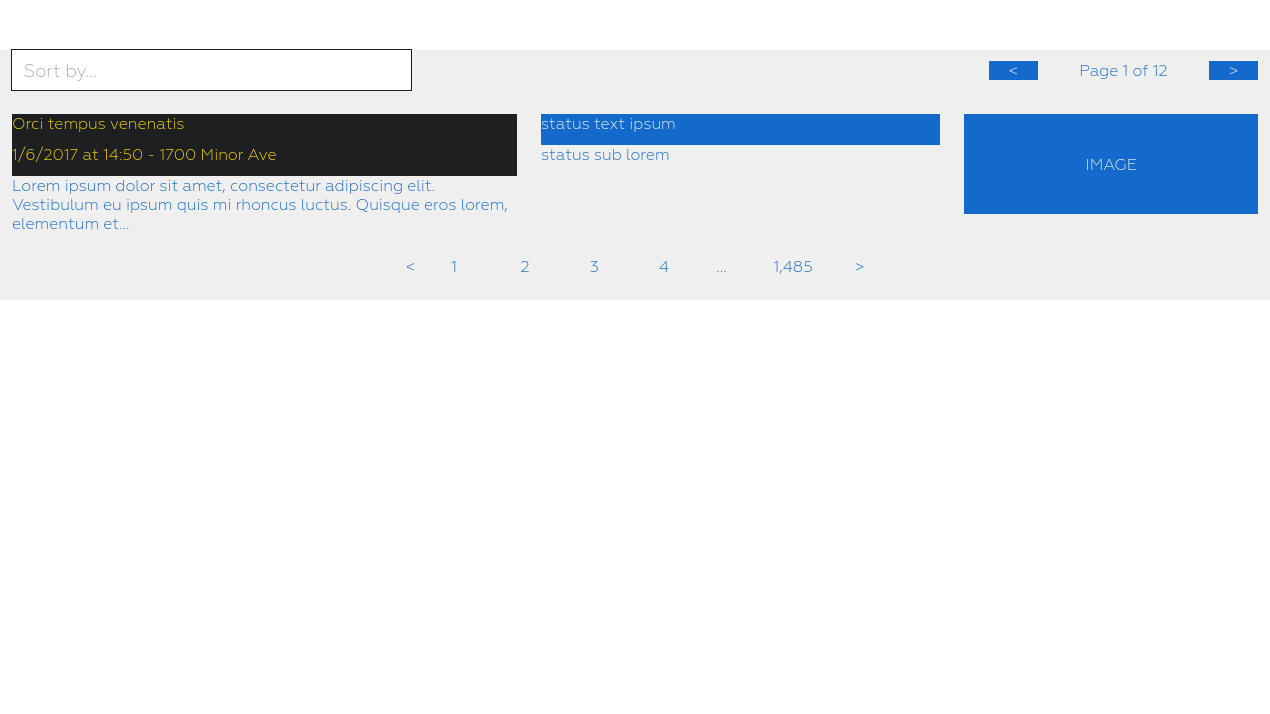 Sort by...
< Page 1 of 12 >
Orci tempus venenatis
1/6/2017 at 14:50 - 1700 Minor Ave
Lorem ipsum dolor sit amet, consectetur adipiscing elit.
Vestibulum eu ipsum quis mi rhoncus luctus. Quisque eros lorem,
elementum et...
status text ipsum
status sub lorem
IMAGE
< 1 2 3 4 ... 1,485 >